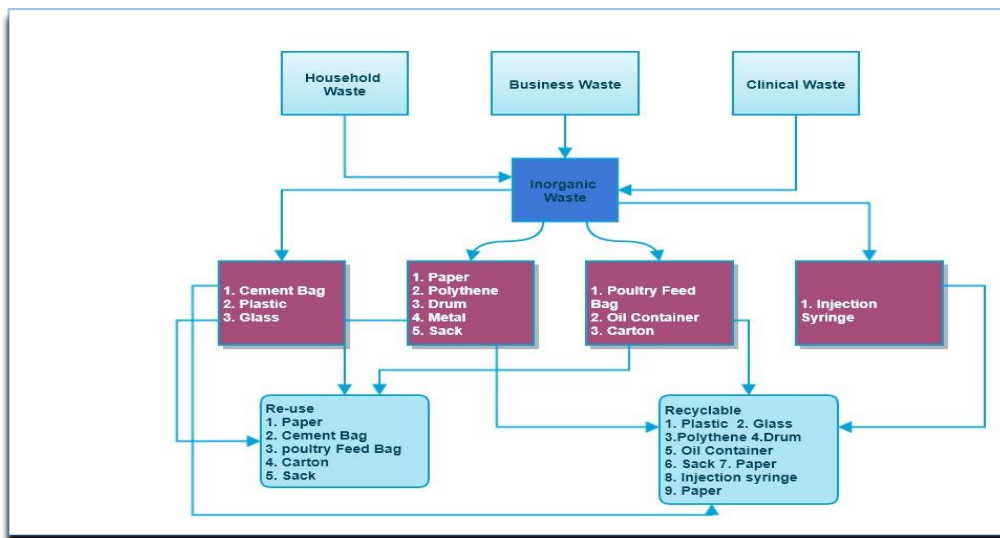 Household
Waste
Business Waste
Clinical Waste
Inorganic
Waste
1. Cement Bag
2. Plastic
3. Glass
1. Paper
2. Polythene
3. Drum
4. Metal
5. Sack
1. Poultry Feed
Bag
2. Oil Container
3. Carton
1. Injection
Syringe
Re-use
1. Paper
2. Cement Bag
3. poultry Feed Bag
4. Carton
5. Sack
Recyclable
1. Plastic 2. Glass
3.Polythene 4.Drum
5. Oil Container
6. Sack 7. Paper
8. Injection syringe
9. Paper